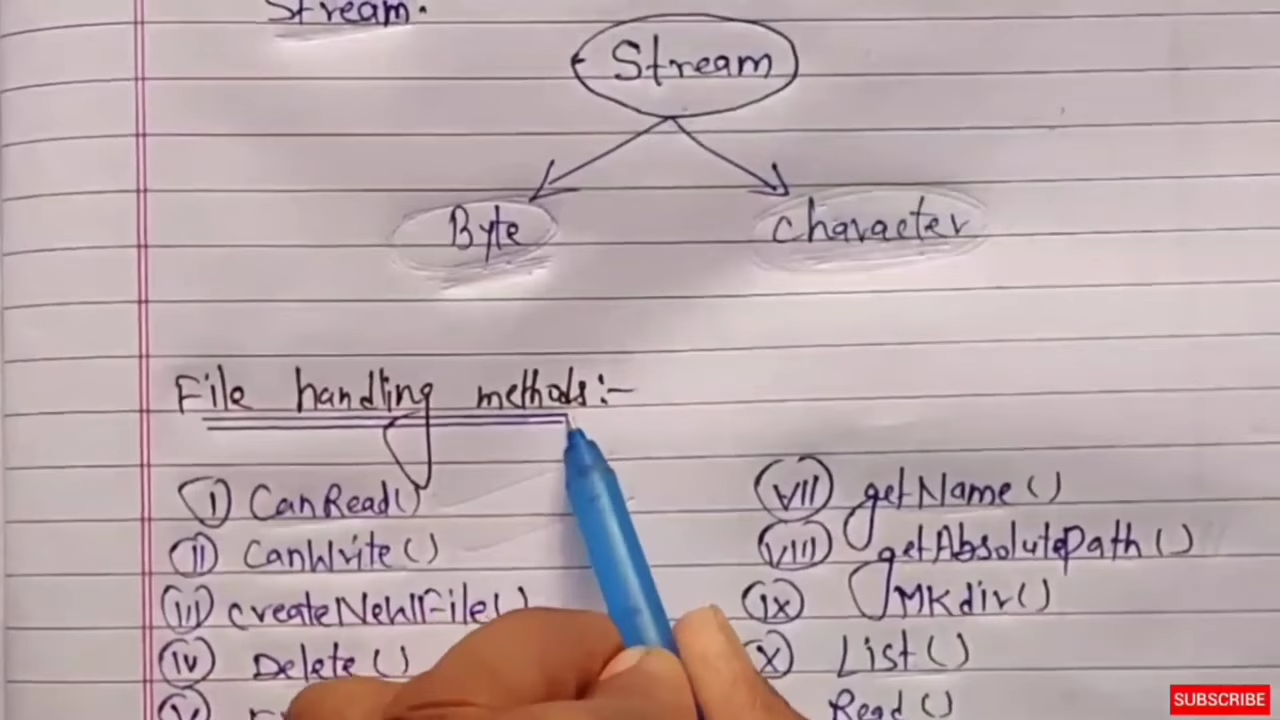 Stream.
Stream
Byte
character
File handling methods:-
i) CanRead()
ii) CanWrite()
iii) createNewFile()
iv) Delete()
v)
vii) getName()
viii) getAbsolutePath()
ix) MKdir()
x) List()
Read()
SUBSCRIBE